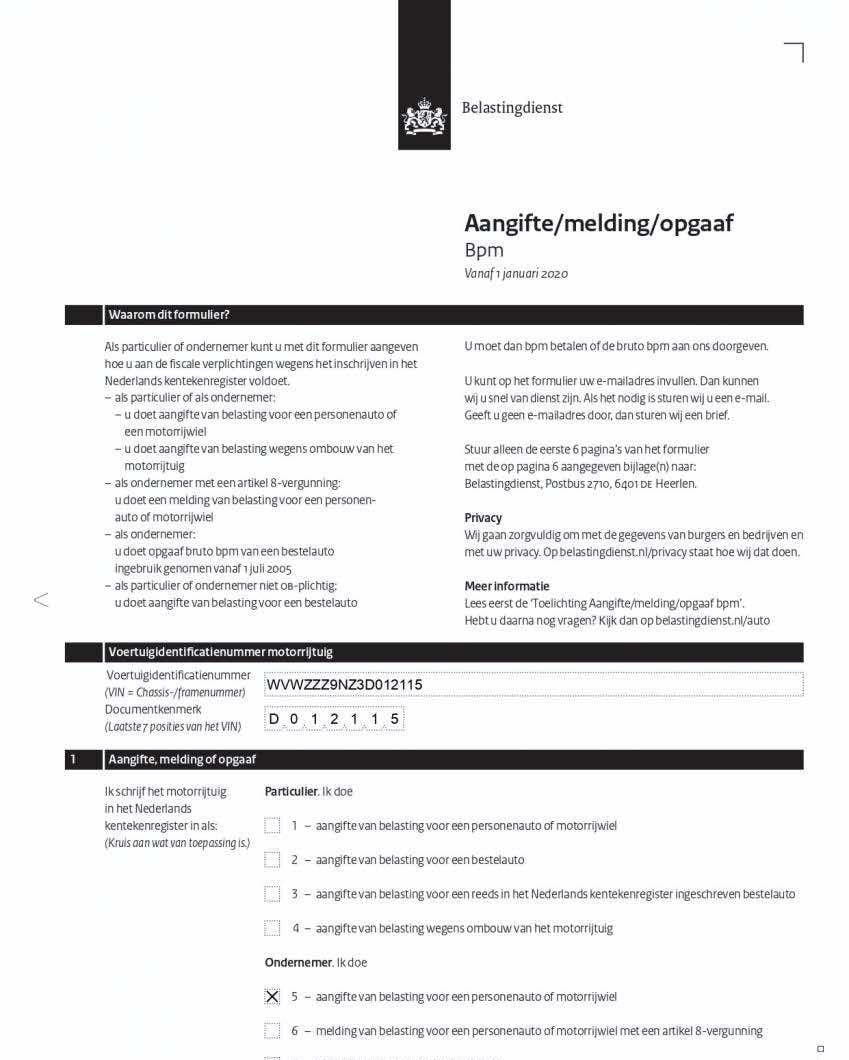 Belastingdienst
Aangifte/melding/opgaaf
Bpm
Vanaf 1 januari 2020
Waarom dit formulier?
Als particulier of ondernemer kunt u met dit formulier aangeven
hoe u aan de fiscale verplichtingen wegens het inschrijven in het
Nederlands kentekenregister voldoet.
– als particulier of als ondernemer:
– u doet aangifte van belasting voor een personenauto of
een motorrijwiel
– u doet aangifte van belasting wegens ombouw van het
motorrijtuig
– als ondernemer met een artikel 8-vergunning:
u doet een melding van belasting voor een personen-
auto of motorrijwiel
– als ondernemer:
u doet opgaaf bruto bpm van een bestelauto
ingebruik genomen vanaf 1 juli 2005
– als particulier of ondernemer niet OB-plichtig:
u doet aangifte van belasting voor een bestelauto
U moet dan bpm betalen of de bruto bpm aan ons doorgeven.
U kunt op het formulier uw e-mailadres invullen. Dan kunnen
wij u snel van dienst zijn. Als het nodig is sturen wij u een e-mail.
Geeft u geen e-mailadres door, dan sturen wij een brief.
Stuur alleen de eerste 6 pagina's van het formulier
met de op pagina 6 aangegeven bijlage(n) naar:
Belastingdienst, Postbus 2710, 6401 DE Heerlen.
Privacy
Wij gaan zorgvuldig om met de gegevens van burgers en bedrijven en
met uw privacy. Op belastingdienst.nl/privacy staat hoe wij dat doen.
Meer informatie
Lees eerst de 'Toelichting Aangifte/melding/opgaaf bpm'.
Hebt u daarna nog vragen? Kijk dan op belastingdienst.nl/auto
Voertuigidentificatienummer motorrijtuig
Voertuigidentificatienummer
(VIN = Chassis-/framenummer)
WVWZZZ9NZ3D012115
Documentkenmerk
(Laatste 7 posities van het VIN)
D 0 1 2 1 1 5
1 Aangifte, melding of opgaaf
Ik schrijf het motorrijtuig
in het Nederlands
kentekenregister in als:
(Kruis aan wat van toepassing is.)
Particulier. Ik doe
1 – aangifte van belasting voor een personenauto of motorrijwiel
2 – aangifte van belasting voor een bestelauto
3 – aangifte van belasting voor een reeds in het Nederlands kentekenregister ingeschreven bestelauto
4 – aangifte van belasting wegens ombouw van het motorrijtuig
Ondernemer. Ik doe
X 5 – aangifte van belasting voor een personenauto of motorrijwiel
6 – melding van belasting voor een personenauto of motorrijwiel met een artikel 8-vergunning